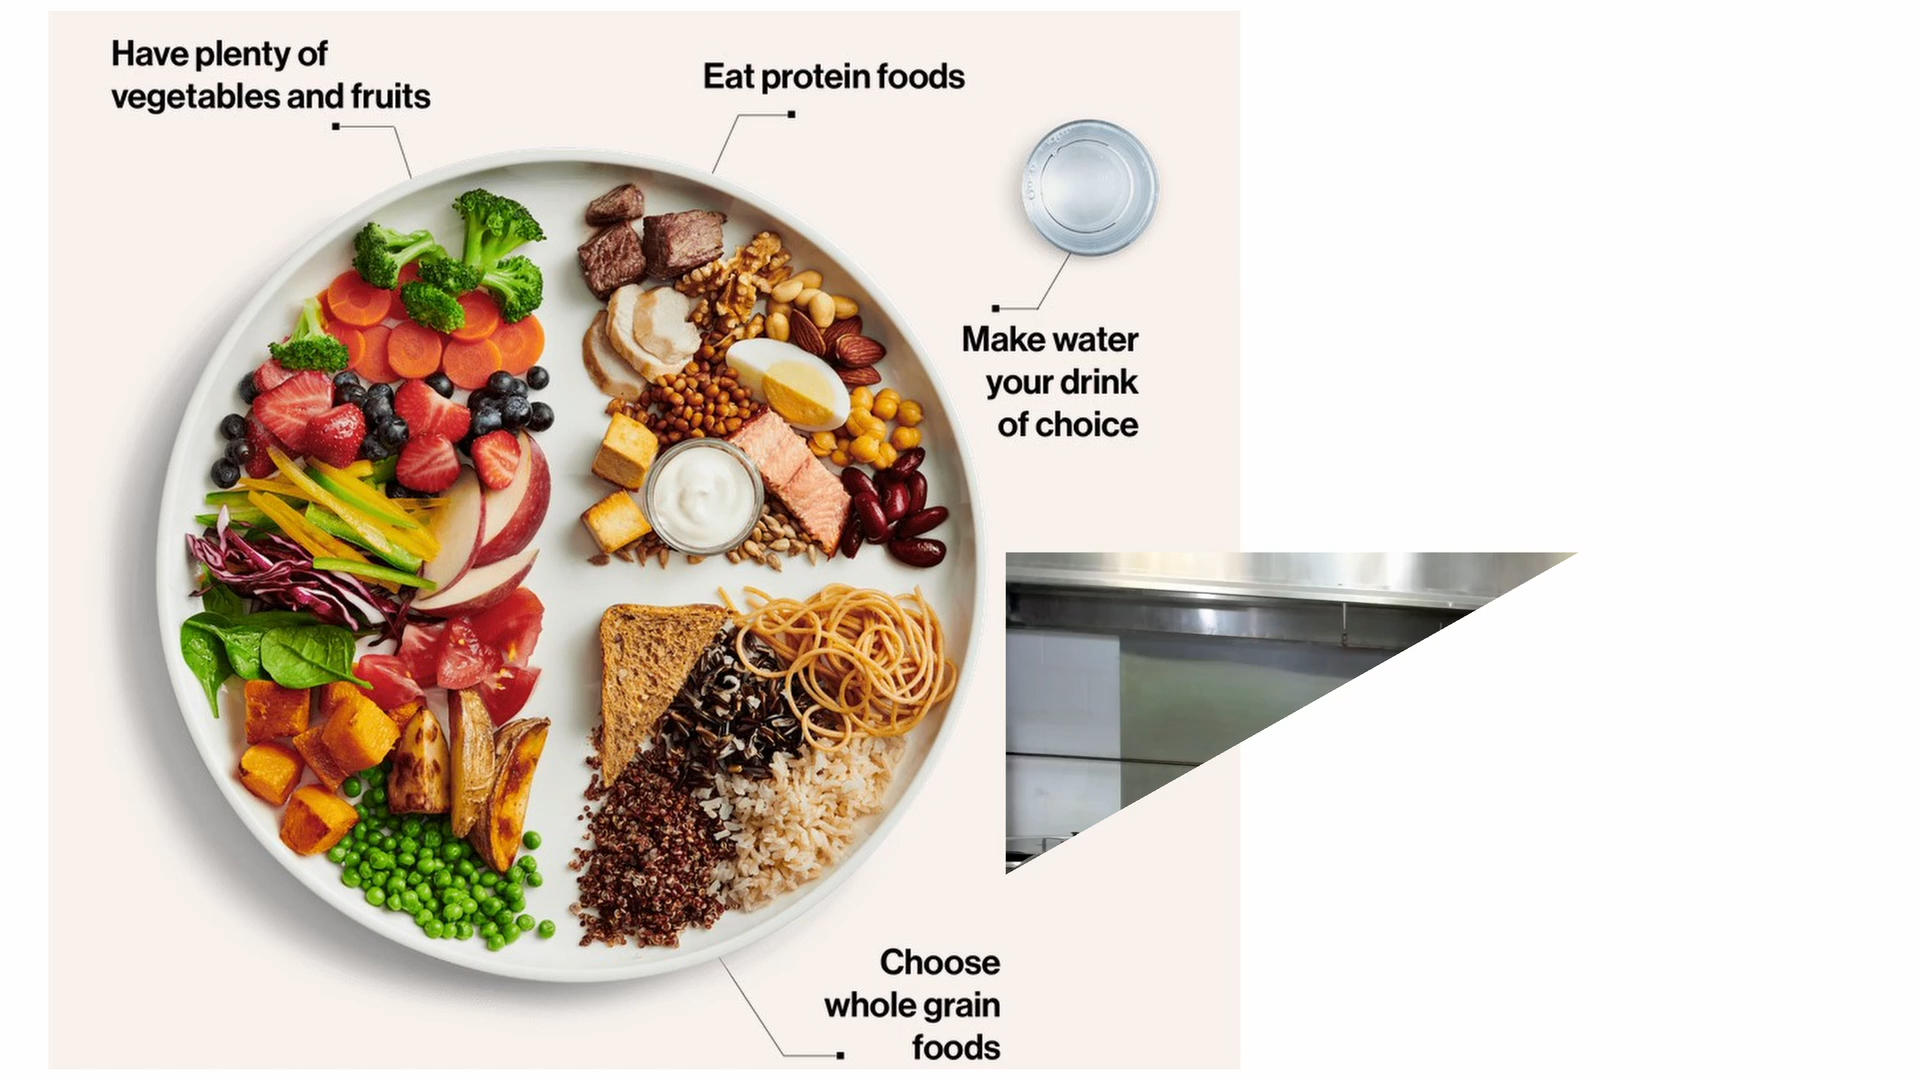 Have plenty of
vegetables and fruits
Eat protein foods
Make water
your drink
of choice
Choose
whole grain
foods